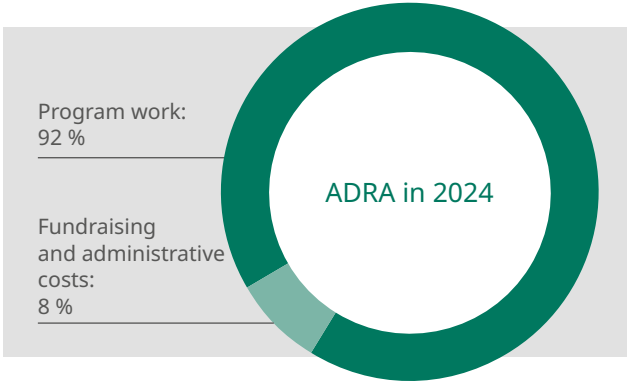 Program work:
92 %
Fundraising
and administrative
costs:
8 %
ADRA in 2024